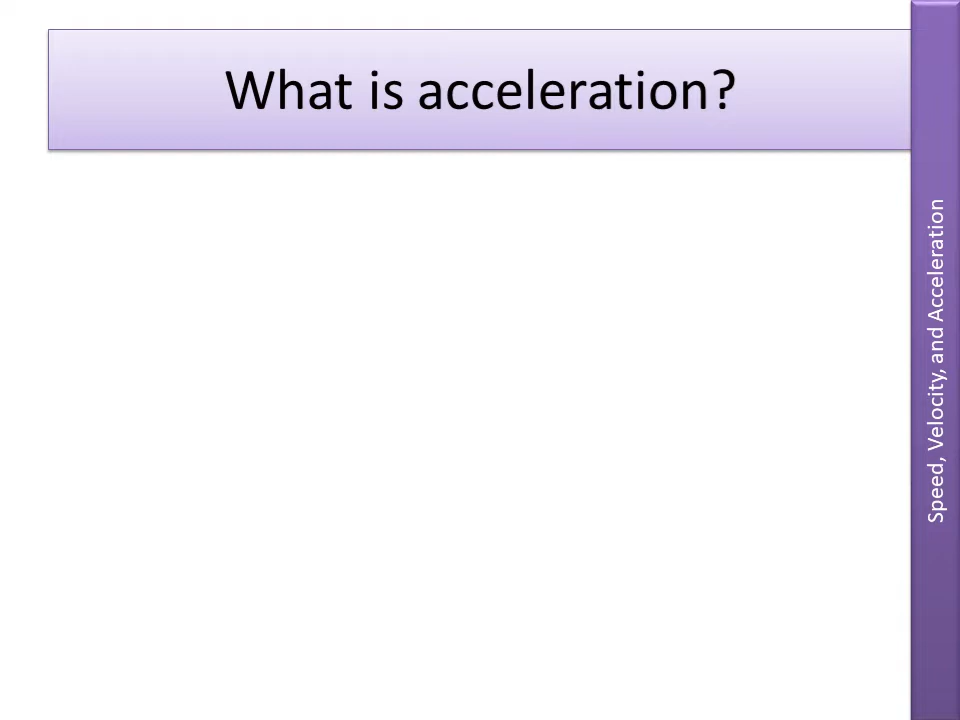 What is acceleration?
Speed, Velocity, and Acceleration